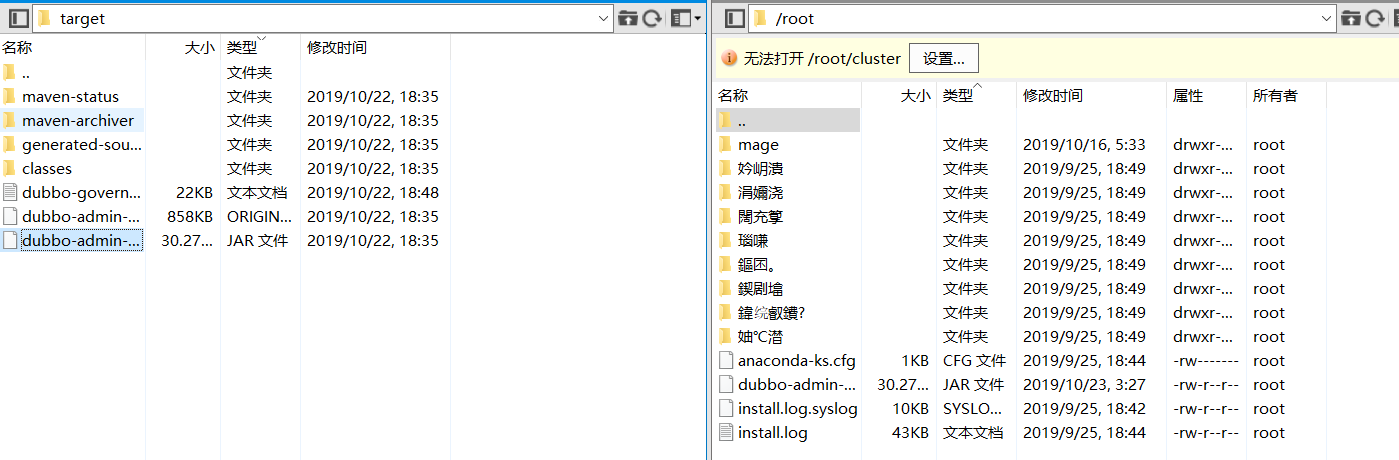 target
名称 大小 类型 修改时间
.. 文件夹
maven-status 文件夹 2019/10/22, 18:35
maven-archiver 文件夹 2019/10/22, 18:35
generated-sou... 文件夹 2019/10/22, 18:35
classes 文件夹 2019/10/22, 18:35
dubbo-govern... 22KB 文本文档 2019/10/22, 18:48
dubbo-admin-... 858KB ORIGIN... 2019/10/22, 18:35
dubbo-admin-... 30.27... JAR 文件 2019/10/22, 18:35
/root
无法打开 /root/cluster 设置...
名称 大小 类型 修改时间 属性 所有者
.. 文件夹
mage 文件夹 2019/10/16, 5:33 drwxr-... root
妗岄潰 文件夹 2019/9/25, 18:49 drwxr-... root
涓嬭浇 文件夹 2019/9/25, 18:49 drwxr-... root
闊充箰 文件夹 2019/9/25, 18:49 drwxr-... root
瑙嗛 文件夹 2019/9/25, 18:49 drwxr-... root
鏂囨。 文件夹 2019/9/25, 18:49 drwxr-... root
鍥剧墖 文件夹 2019/9/25, 18:49 drwxr-... root
鍏叡鐨? 文件夹 2019/9/25, 18:49 drwxr-... root
妯℃澘 文件夹 2019/9/25, 18:49 drwxr-... root
anaconda-ks.cfg 1KB CFG 文件 2019/9/25, 18:44 -rw------- root
dubbo-admin-... 30.27... JAR 文件 2019/10/23, 3:27 -rw-r--r-- root
install.log.syslog 10KB SYSLO... 2019/9/25, 18:42 -rw-r--r-- root
install.log 43KB 文本文档 2019/9/25, 18:44 -rw-r--r-- root